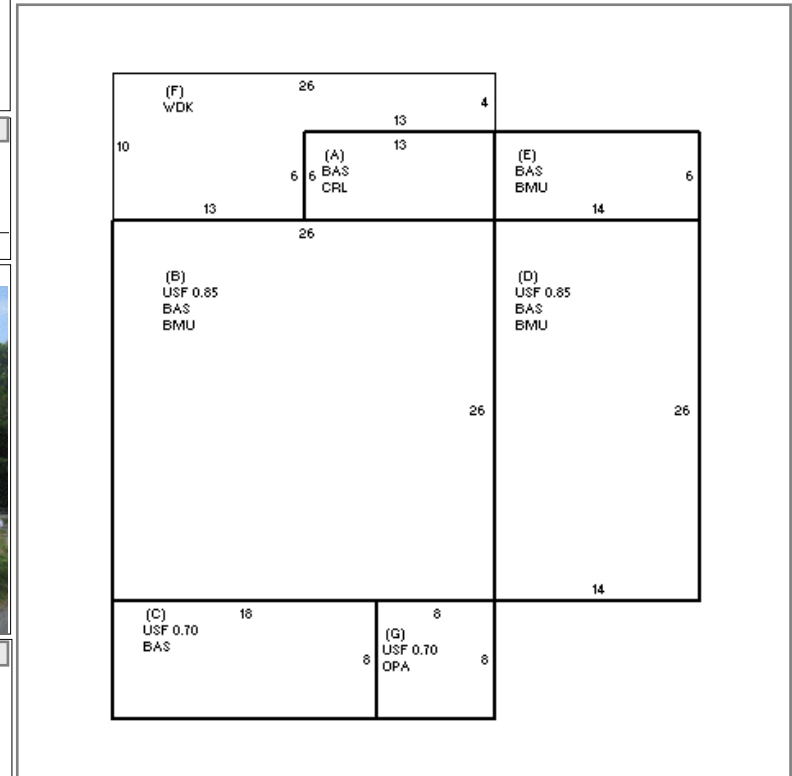 26
(F)
WDK
4
13
10
13
(A)
BAS
CRL
6
6
(E)
BAS
BMU
6
13
14
26
(B)
USF 0.85
BAS
BMU
(D)
USF 0.85
BAS
BMU
26
26
14
(C)
USF 0.70
BAS
18
8
8
(G)
USF 0.70
OPA
8